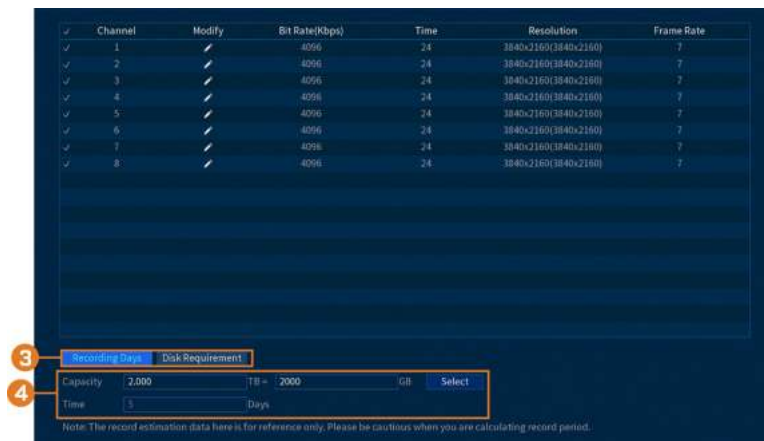 ✓ Channel Modify Bit Rate(Kbps) Time Resolution Frame Rate
✓ 1 4096 24 3840x2160(3840x2160) 7
✓ 2 4096 24 3840x2160(3840x2160) 7
✓ 3 4096 24 3840x2160(3840x2160) 7
✓ 4 4096 24 3840x2160(3840x2160) 7
✓ 5 4096 24 3840x2160(3840x2160) 7
✓ 6 4096 24 3840x2160(3840x2160) 7
✓ 7 4096 24 3840x2160(3840x2160) 7
✓ 8 4096 24 3840x2160(3840x2160) 7
3 Recording Days Disk Requirement
4 Capacity 2.000 TB = 2000 GB Select
Time 5 Days
Note: The record estimation data here is for reference only. Please be cautious when you are calculating record period.